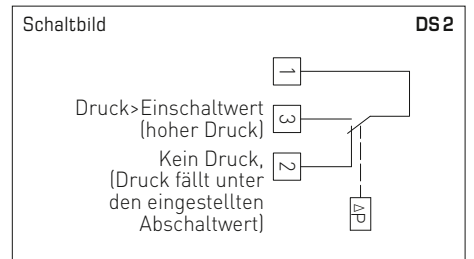 Schaltbild DS 2
1
Druck>Einschaltwert
(hoher Druck)
3
Kein Druck,
(Druck fällt unter
den eingestellten
Abschaltwert)
2
ΔP